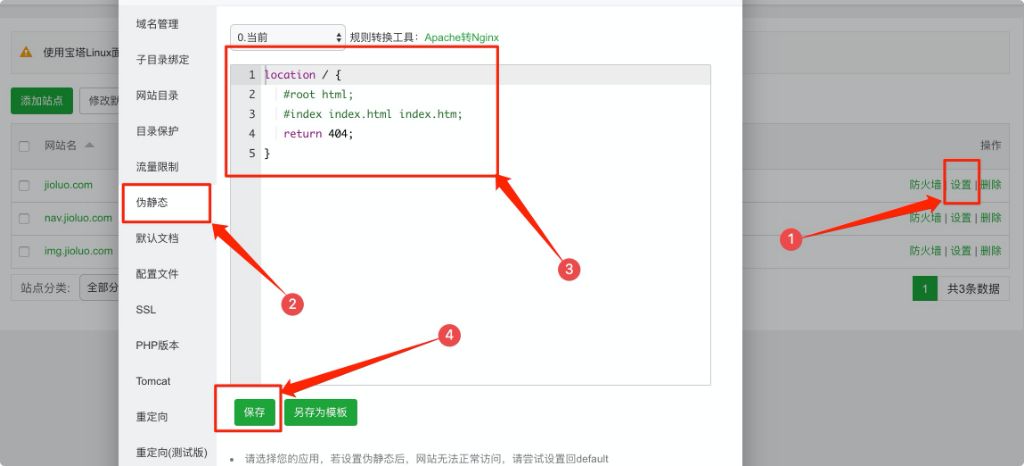 域名管理
子目录绑定
网站目录
目录保护
流量限制
伪静态
默认文档
配置文件
SSL
PHP版本
Tomcat
重定向
重定向(测试版)
0.当前
规则转换工具：Apache转Nginx
1 location / {
2 #root html;
3 #index index.html index.htm;
4 return 404;
5 }
保存
另存为模板
请选择您的应用，若设置伪静态后，网站无法正常访问，请尝试设置回default
使用宝塔Linux面
添加站点
修改默
网站名
jioluo.com
nav.jioluo.com
img.jioluo.com
站点分类:
全部分
操作
防火墙 | 设置 | 删除
防火墙 | 设置 | 删除
防火墙 | 设置 | 删除
1
共3条数据
1
2
3
4